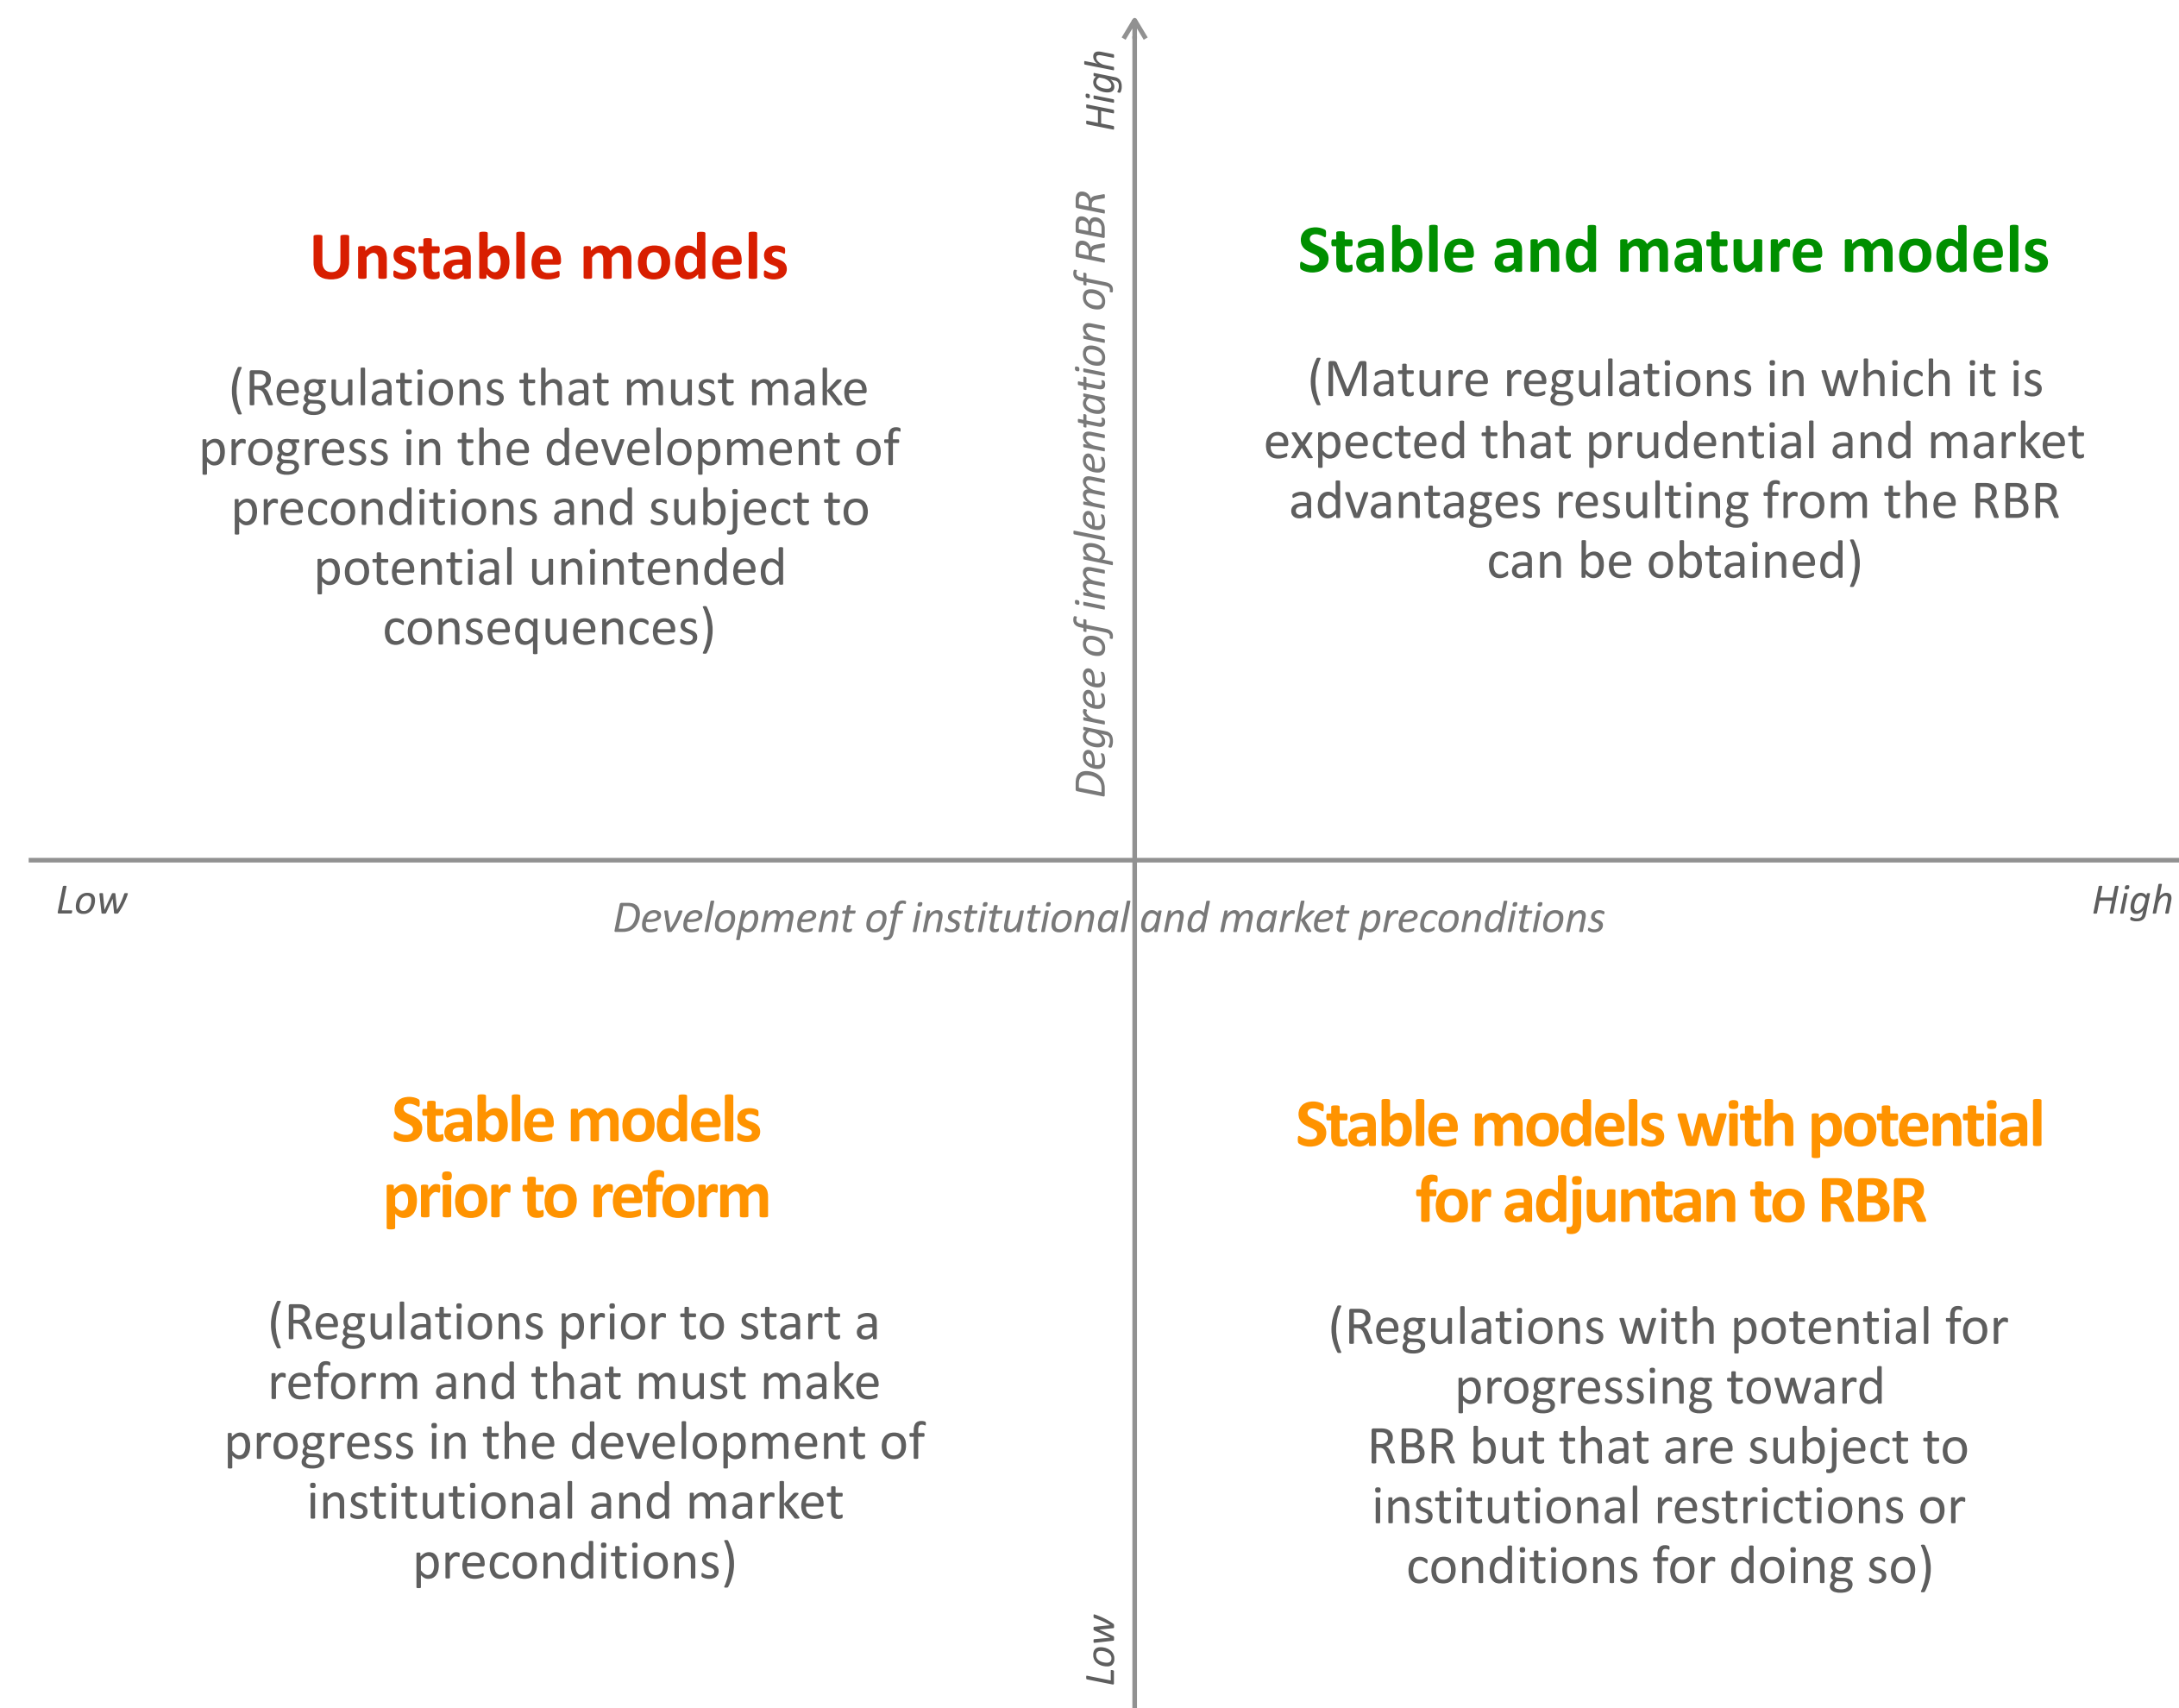 High
Degree of implementation of RBR
Unstable models
(Regulations that must make
progress in the development of
preconditions and subject to
potential unintended
consequences)
Stable and mature models
(Mature regulations in which it is
expected that prudential and market
advantages resulting from the RBR
can be obtained)
Low
Development of institutional and market preconditions
High
Stable models
prior to reform
(Regulations prior to start a
reform and that must make
progress in the development of
institutional and market
preconditions)
Stable models with potential
for adjuntan to RBR
(Regulations with potential for
progressing toward
RBR but that are subject to
institutional restrictions or
conditions for doing so)
Low